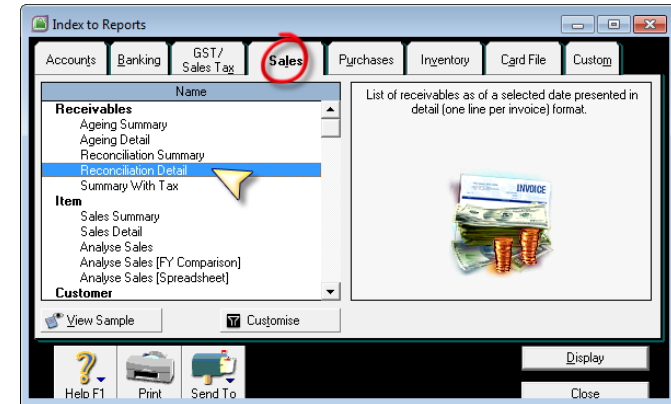 Index to Reports
Accounts
Banking
GST/
Sales Tax
Sales
Purchases
Inventory
Card File
Custom
Name
Receivables
Ageing Summary
Ageing Detail
Reconciliation Summary
Reconciliation Detail
Summary With Tax
Item
Sales Summary
Sales Detail
Analyse Sales
Analyse Sales [FY Comparison]
Analyse Sales [Spreadsheet]
Customer
List of receivables as of a selected date presented in
detail (one line per invoice) format.
INVOICE
View Sample
Customise
Help F1
Print
Send To
Display
Close